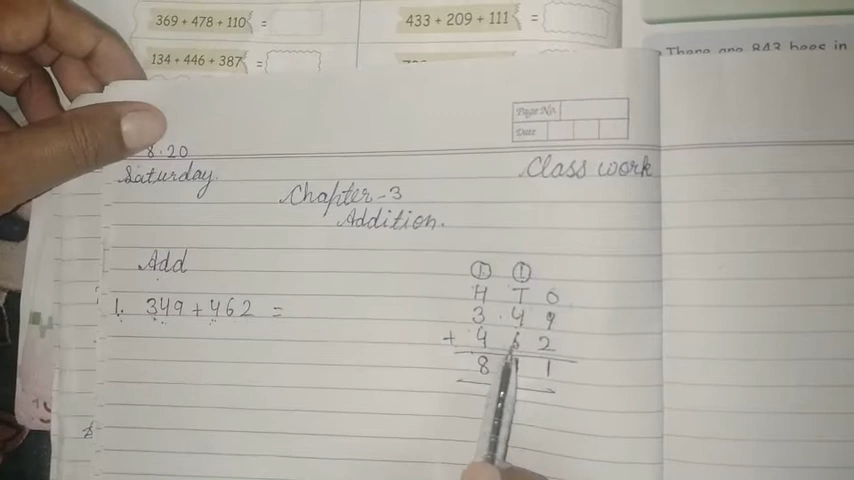 369 + 478 + 110 =
433 + 209 + 111 =
134 + 446 + 387 =
There are 843 bees in
Page No.
Date
8.20
Saturday
Class work
Chapter-3
Addition.
Add
1. 349 + 462 =
1 1
H T O
3 4 9
+ 4 6 2
8 1 1